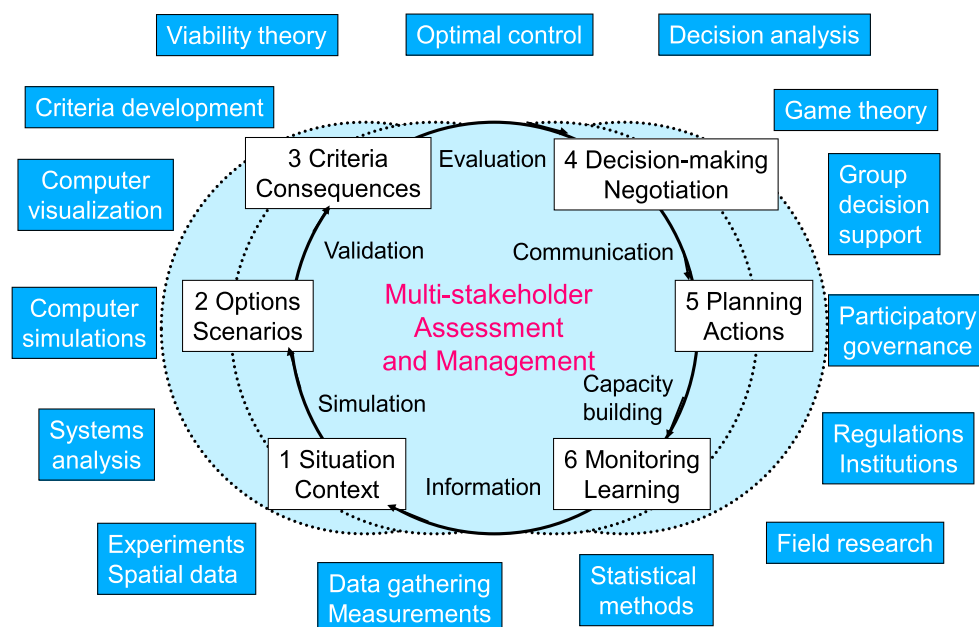 Viability theory
Optimal control
Decision analysis
Criteria development
Game theory
3 Criteria
Consequences
Evaluation
4 Decision-making
Negotiation
Computer
visualization
Group
decision
support
Validation
Communication
2 Options
Scenarios
Multi-stakeholder
Assessment
and Management
5 Planning
Actions
Computer
simulations
Participatory
governance
Simulation
Capacity
building
Systems
analysis
Regulations
Institutions
1 Situation
Context
Information
6 Monitoring
Learning
Experiments
Spatial data
Field research
Data gathering
Measurements
Statistical
methods